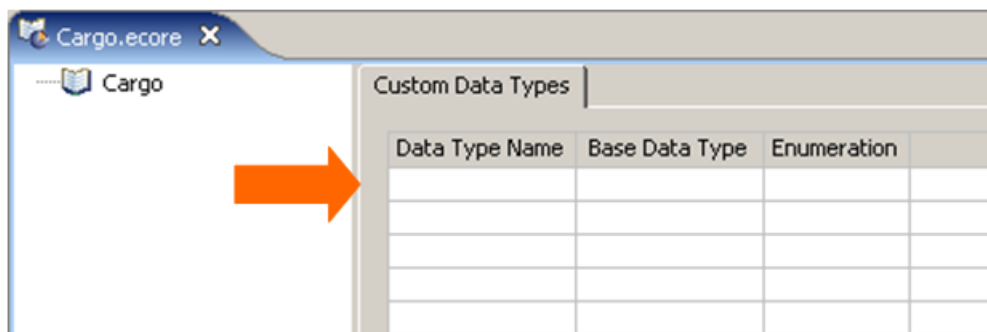 Cargo.ecore
Cargo
Custom Data Types
Data Type Name Base Data Type Enumeration